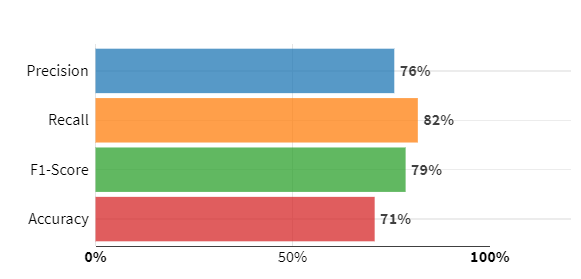 Precision 76%
Recall 82%
F1-Score 79%
Accuracy 71%
0% 50% 100%